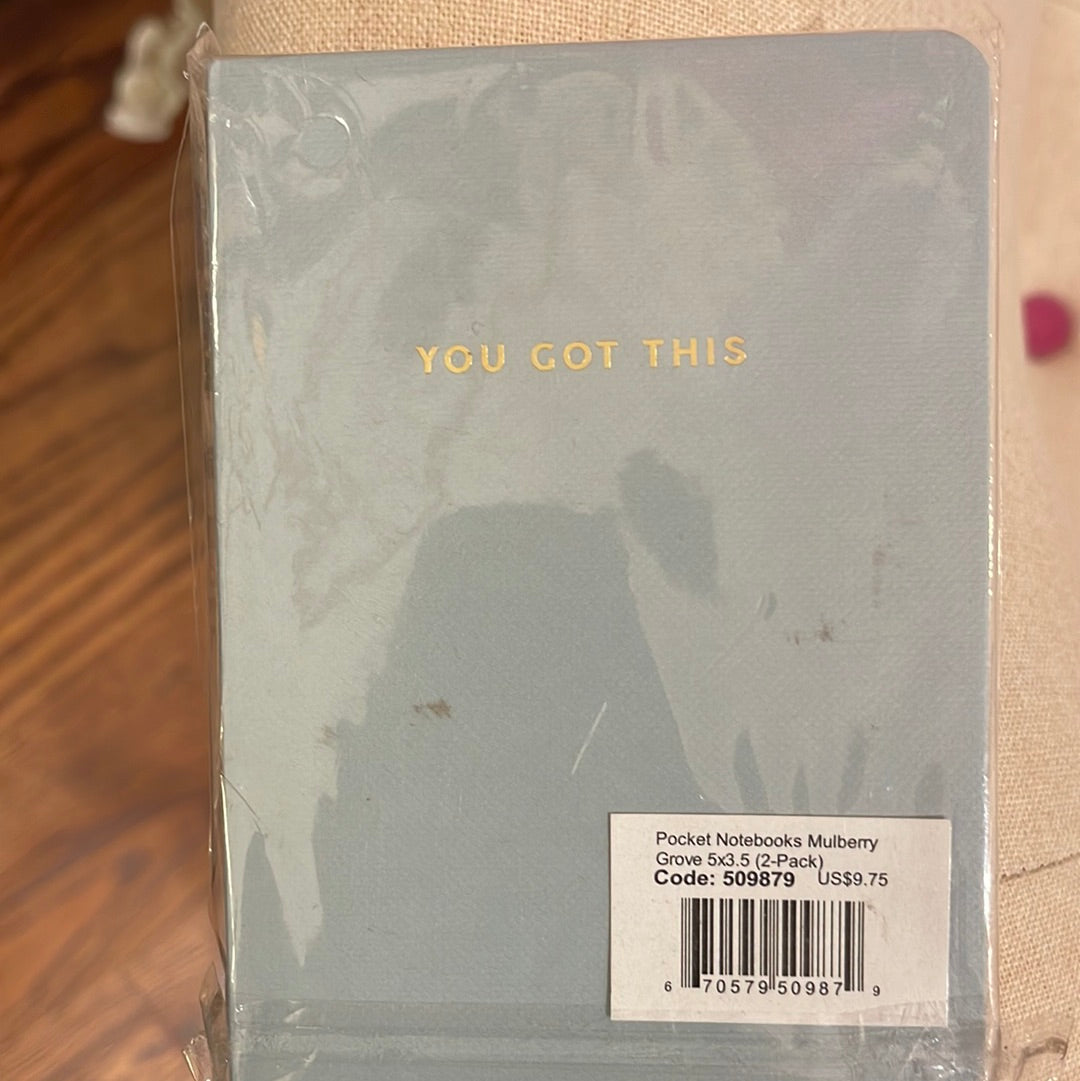 YOU GOT THIS
Pocket Notebooks Mulberry
Grove 5x3.5 (2-Pack)
Code: 509879 US$9.75
6 70579 50987 9